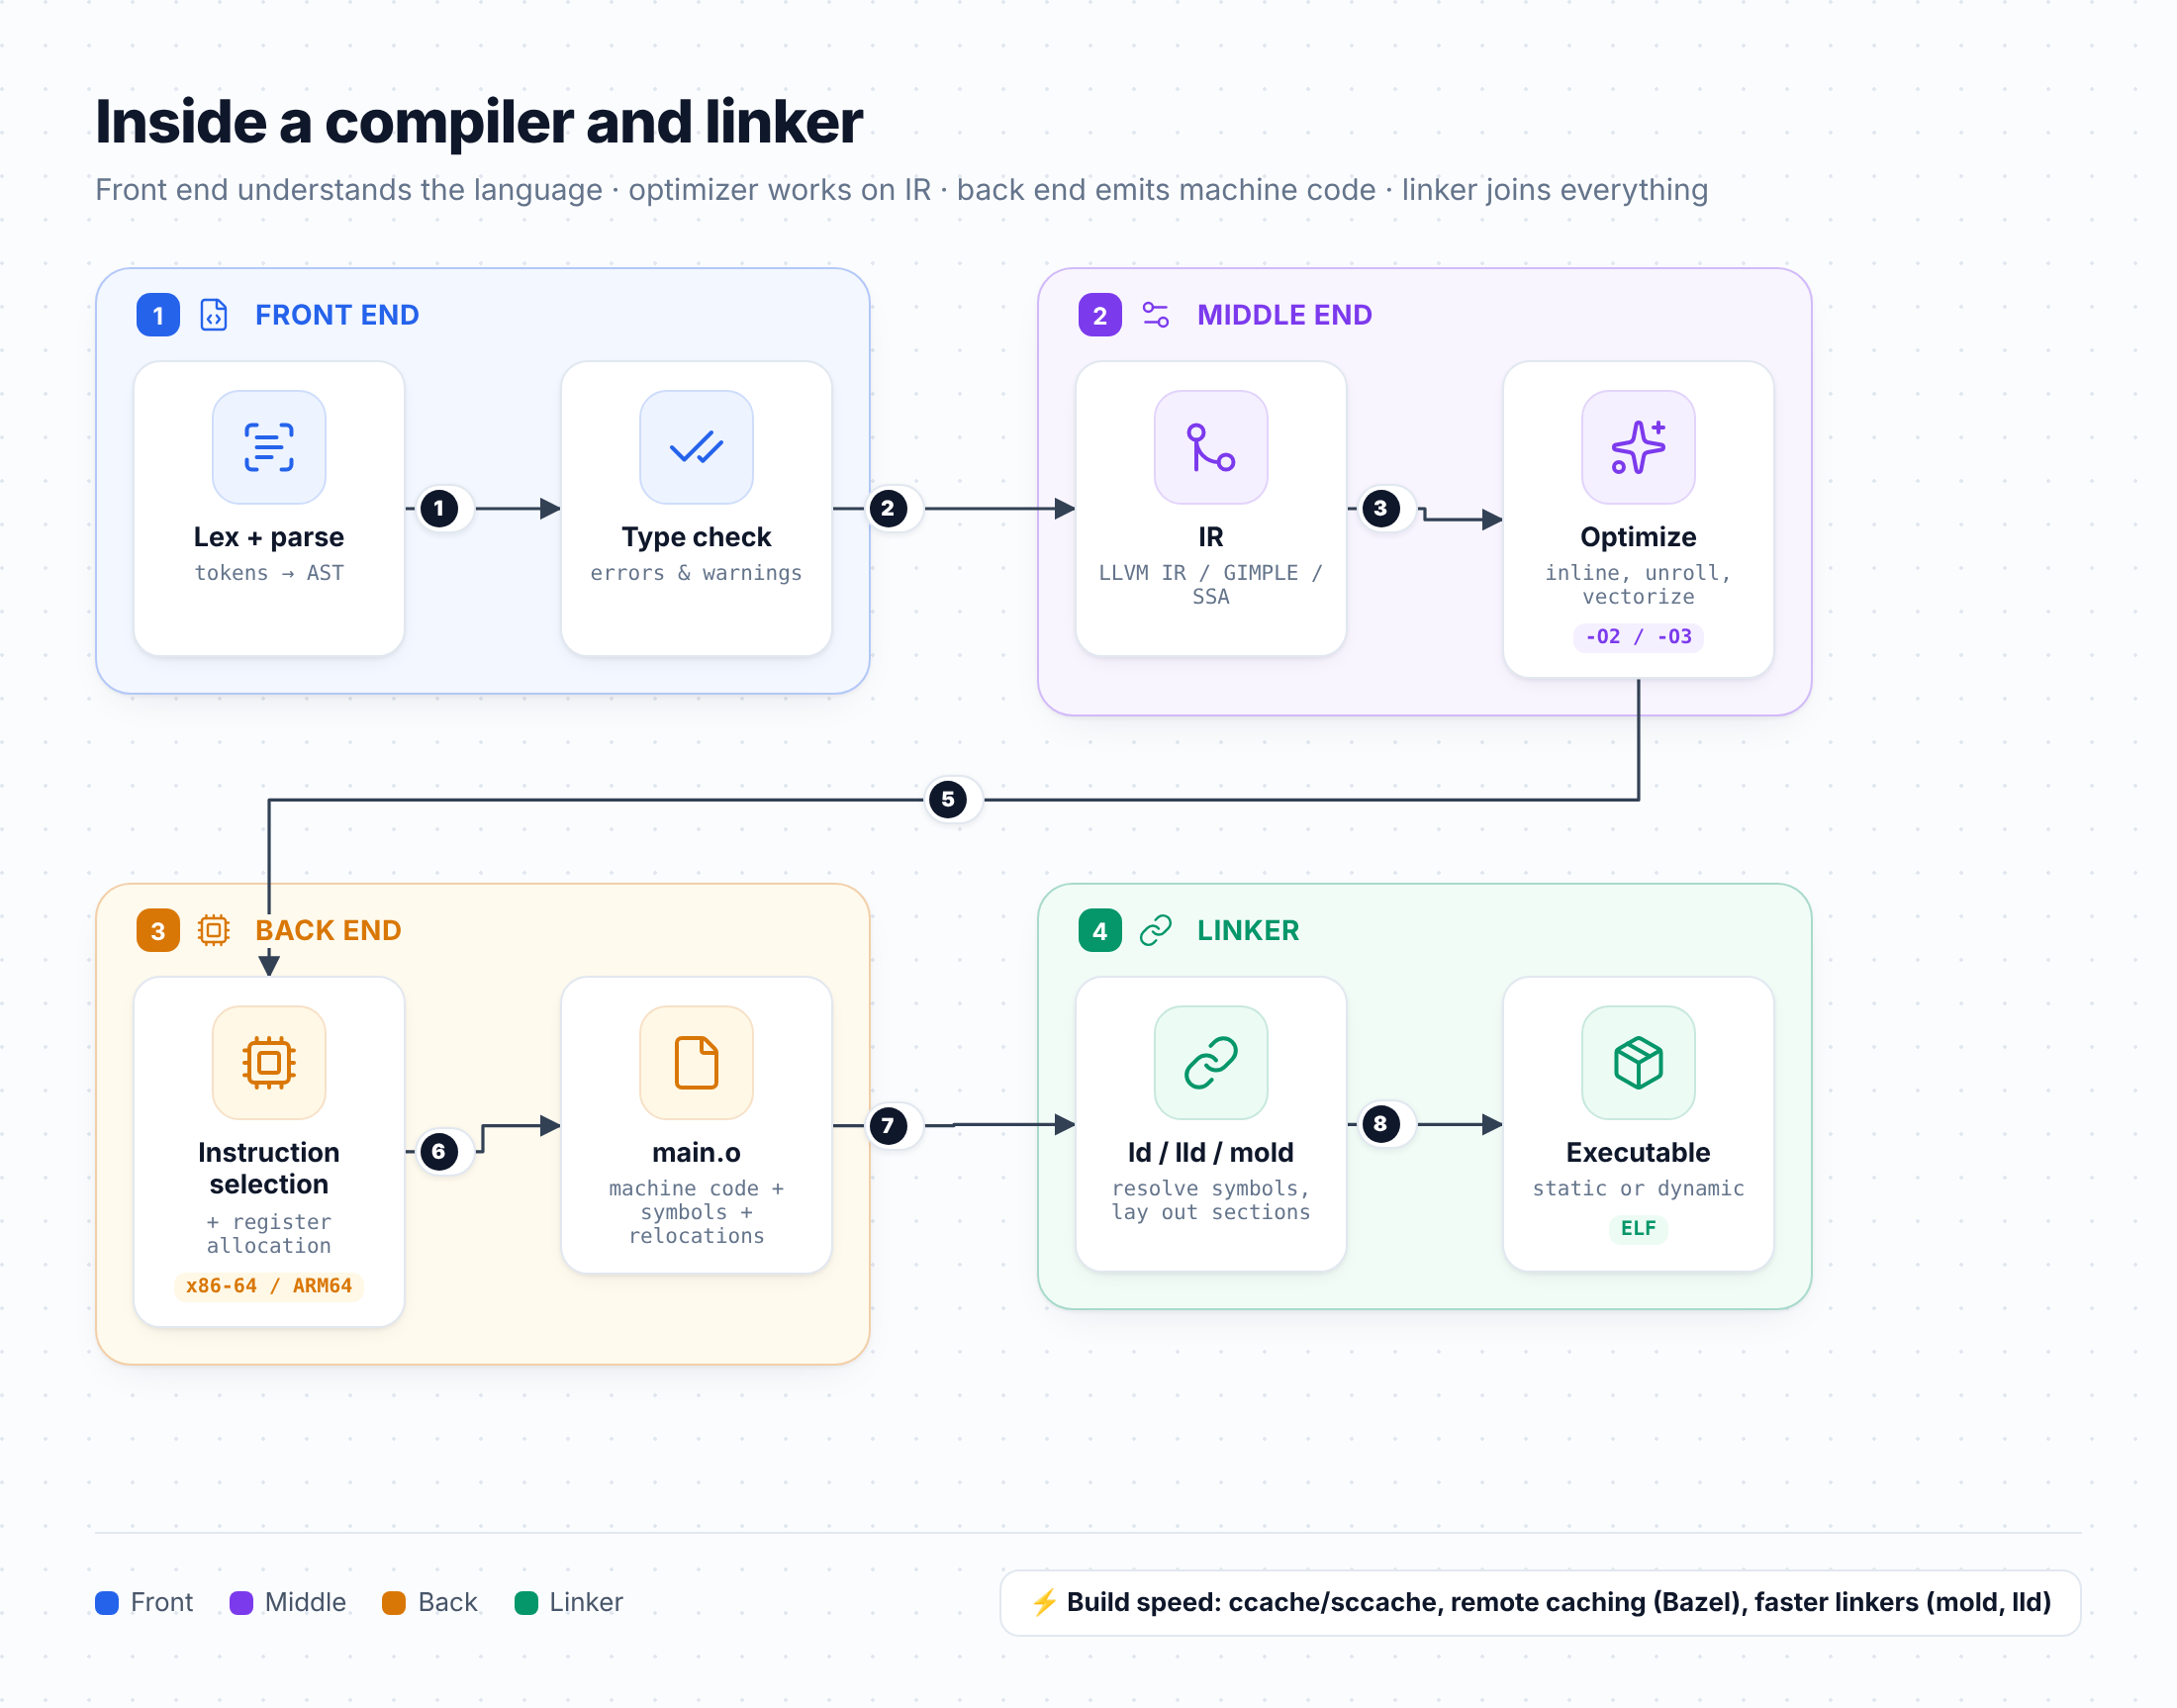 Inside a compiler and linker
Front end understands the language · optimizer works on IR · back end emits machine code · linker joins everything
1 FRONT END
Lex + parse
tokens → AST
1
Type check
errors & warnings
2
2 MIDDLE END
IR
LLVM IR / GIMPLE /
SSA
3
Optimize
inline, unroll,
vectorize
-O2 / -O3
5
3 BACK END
Instruction
selection
+ register
allocation
x86-64 / ARM64
6
main.o
machine code +
symbols +
relocations
7
4 LINKER
ld / lld / mold
resolve symbols,
lay out sections
8
Executable
static or dynamic
ELF
Front Middle Back Linker
⚡ Build speed: ccache/sccache, remote caching (Bazel), faster linkers (mold, lld)